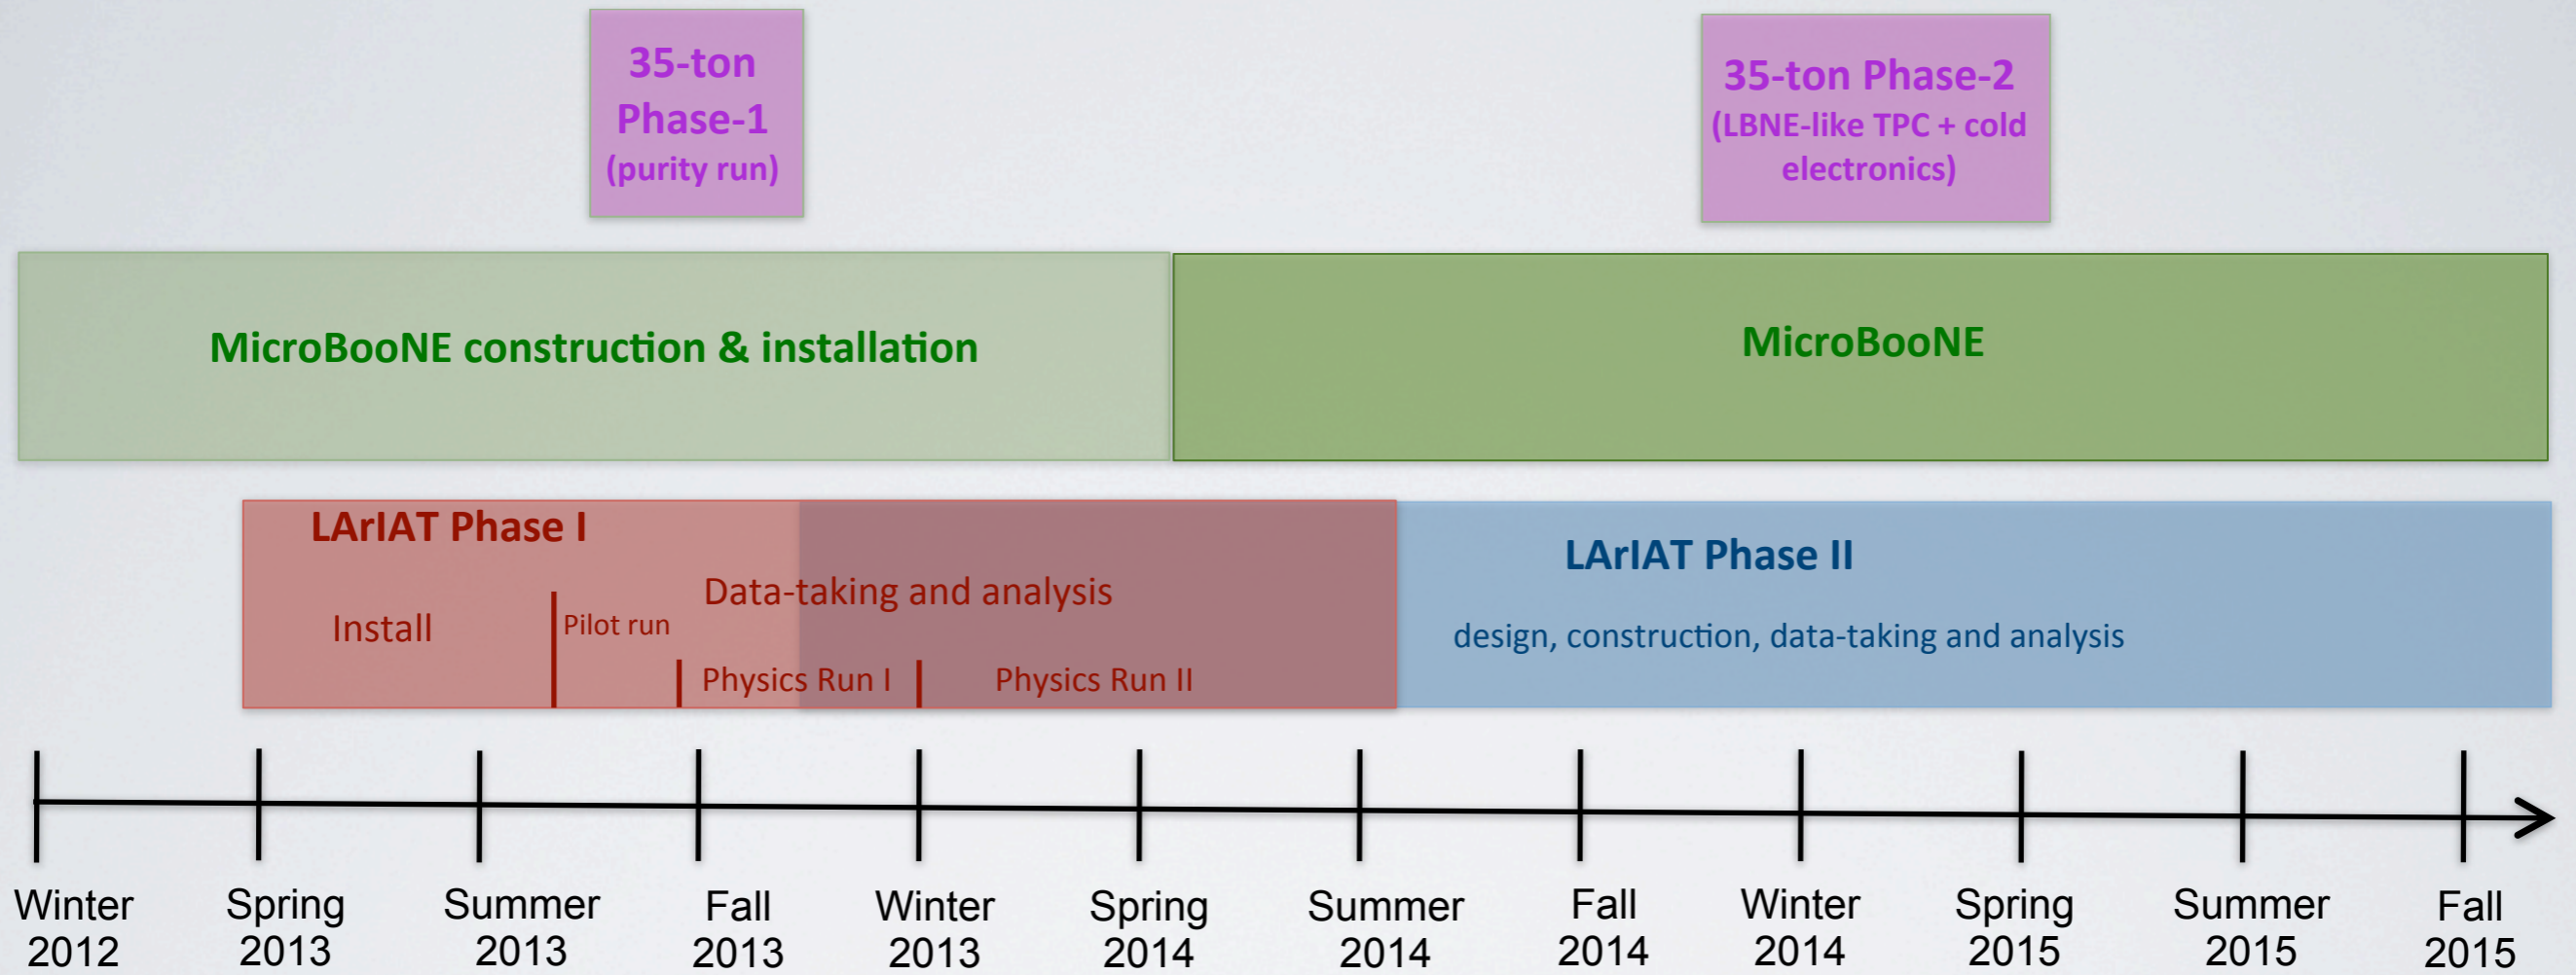 35-ton
Phase-1
(purity run)
35-ton Phase-2
(LBNE-like TPC + cold
electronics)
MicroBooNE construction & installation
MicroBooNE
LArIAT Phase I
Data-taking and analysis
Install
Pilot run
Physics Run I
Physics Run II
LArIAT Phase II
design, construction, data-taking and analysis
Winter
2012
Spring
2013
Summer
2013
Fall
2013
Winter
2013
Spring
2014
Summer
2014
Fall
2014
Winter
2014
Spring
2015
Summer
2015
Fall
2015